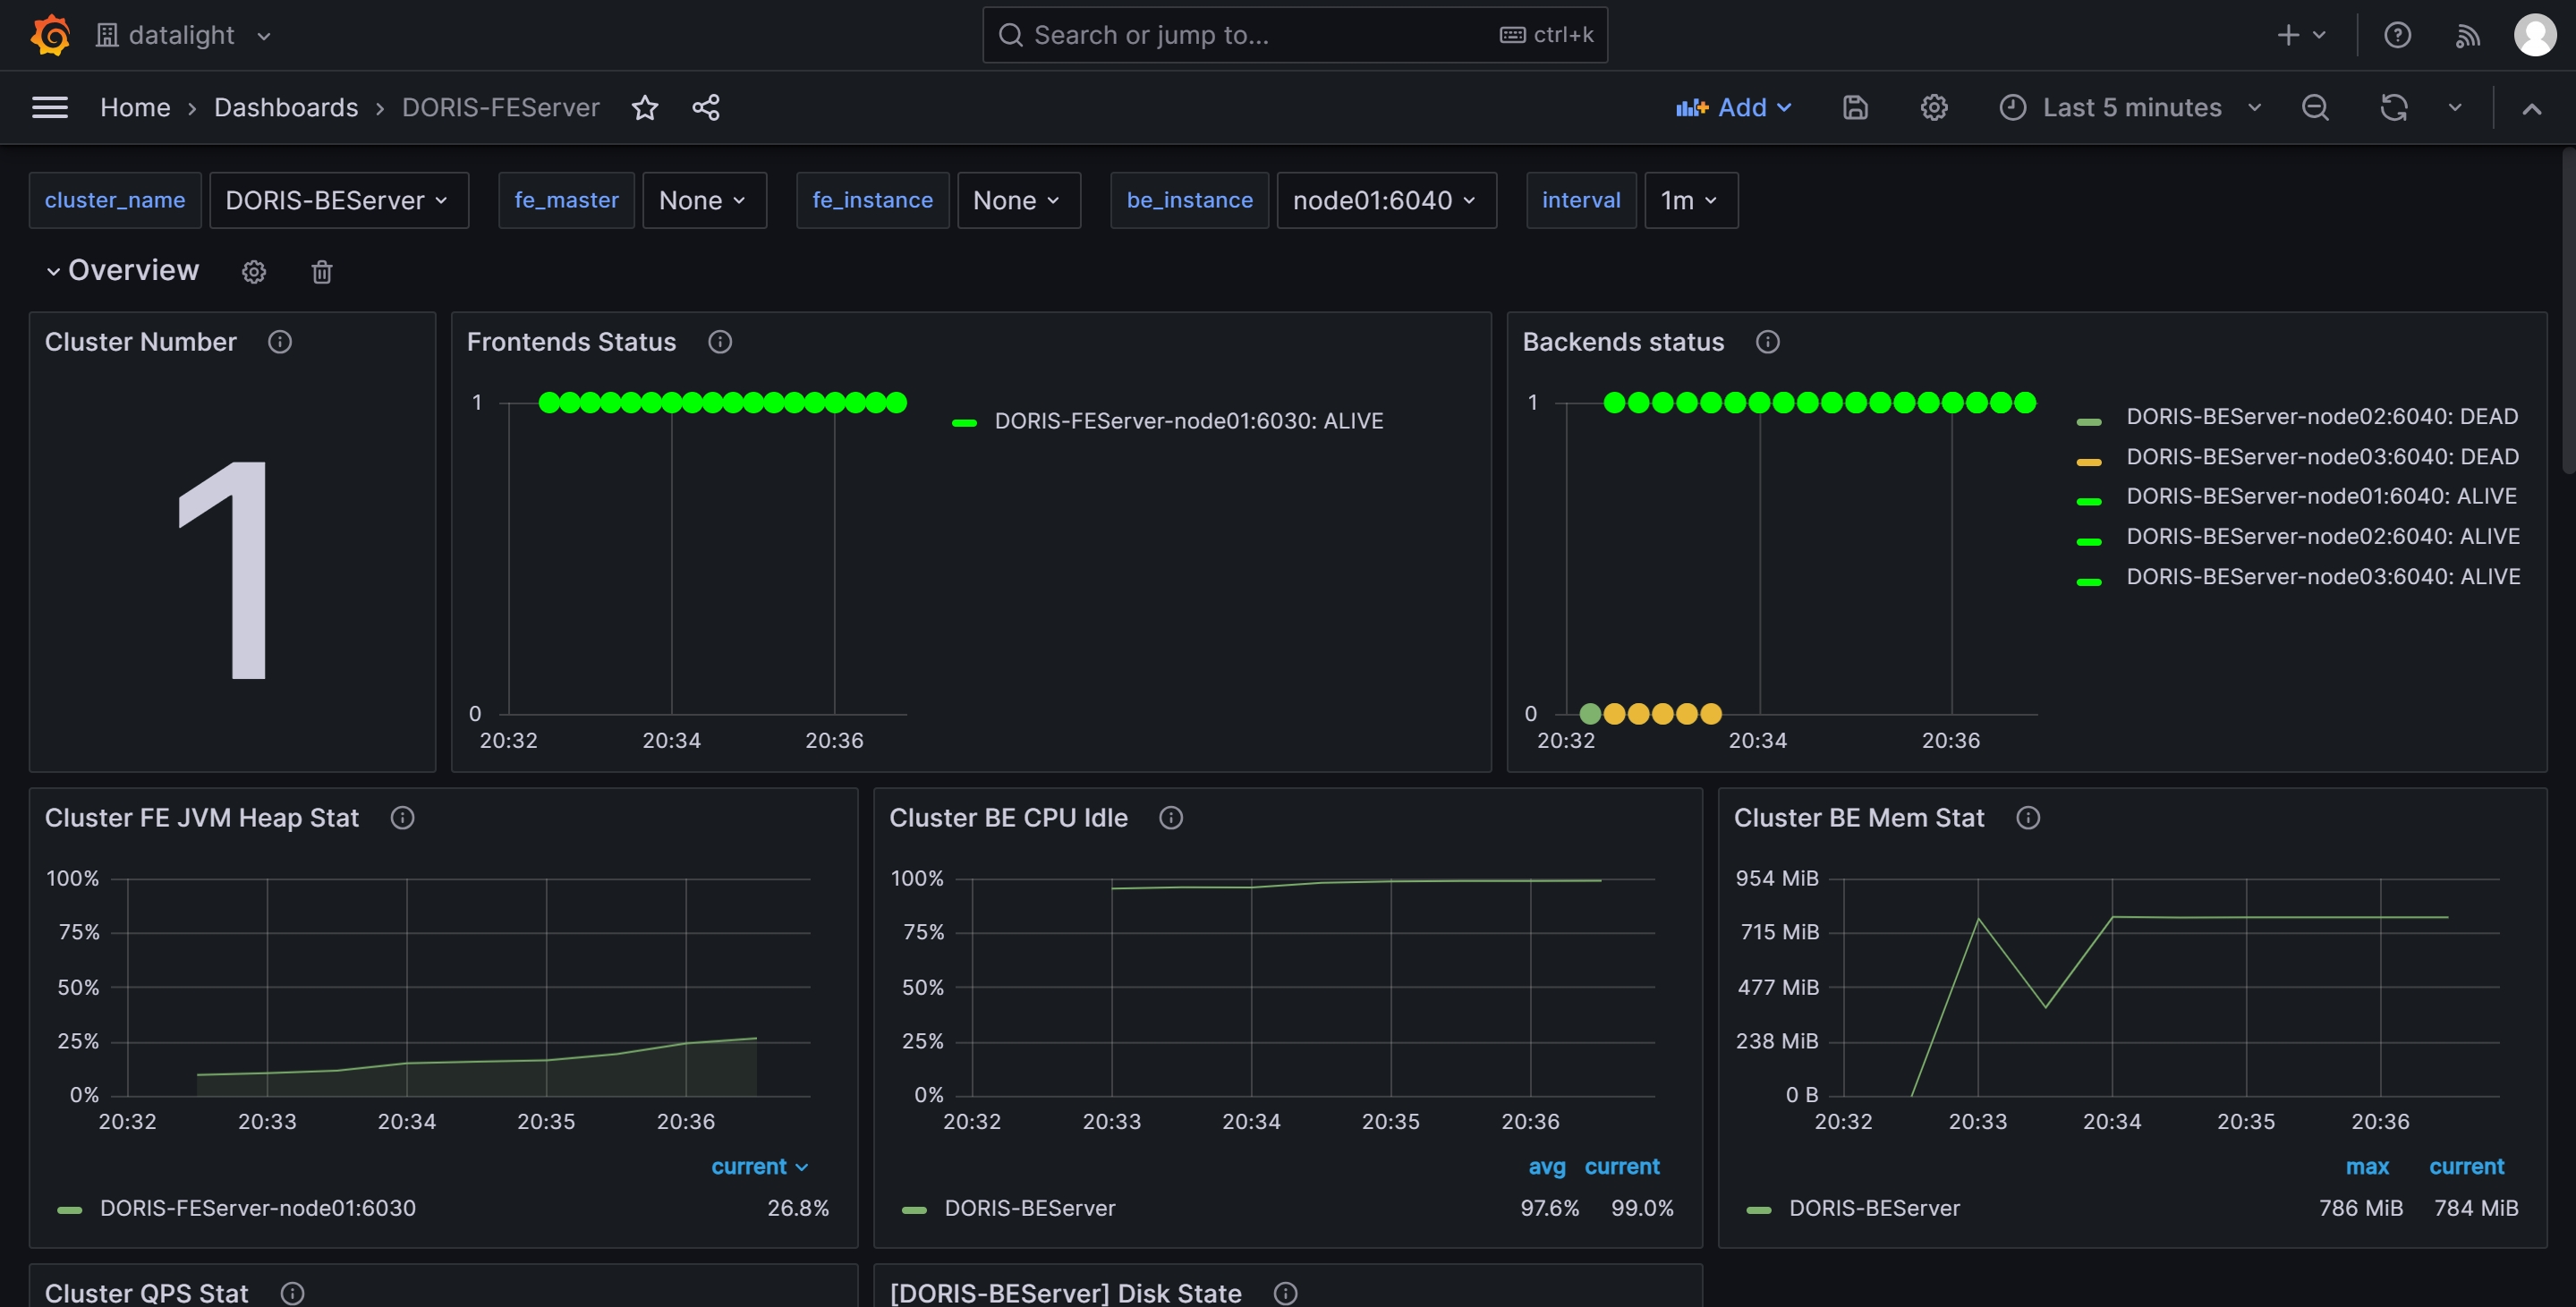 datalight
Search or jump to...
ctrl+k
Home
Dashboards
DORIS-FEServer
Add
Last 5 minutes
cluster_name
DORIS-BEServer
fe_master
None
fe_instance
None
be_instance
node01:6040
interval
1m
Overview
Cluster Number
1
Frontends Status
1
0
20:32
20:34
20:36
DORIS-FEServer-node01:6030: ALIVE
Backends status
1
0
20:32
20:34
20:36
DORIS-BEServer-node02:6040: DEAD
DORIS-BEServer-node03:6040: DEAD
DORIS-BEServer-node01:6040: ALIVE
DORIS-BEServer-node02:6040: ALIVE
DORIS-BEServer-node03:6040: ALIVE
Cluster FE JVM Heap Stat
100%
75%
50%
25%
0%
20:32
20:33
20:34
20:35
20:36
current
DORIS-FEServer-node01:6030
26.8%
Cluster BE CPU Idle
100%
75%
50%
25%
0%
20:32
20:33
20:34
20:35
20:36
avg current
DORIS-BEServer
97.6% 99.0%
Cluster BE Mem Stat
954 MiB
715 MiB
477 MiB
238 MiB
0 B
20:32
20:33
20:34
20:35
20:36
max current
DORIS-BEServer
786 MiB 784 MiB
Cluster QPS Stat
[DORIS-BEServer] Disk State